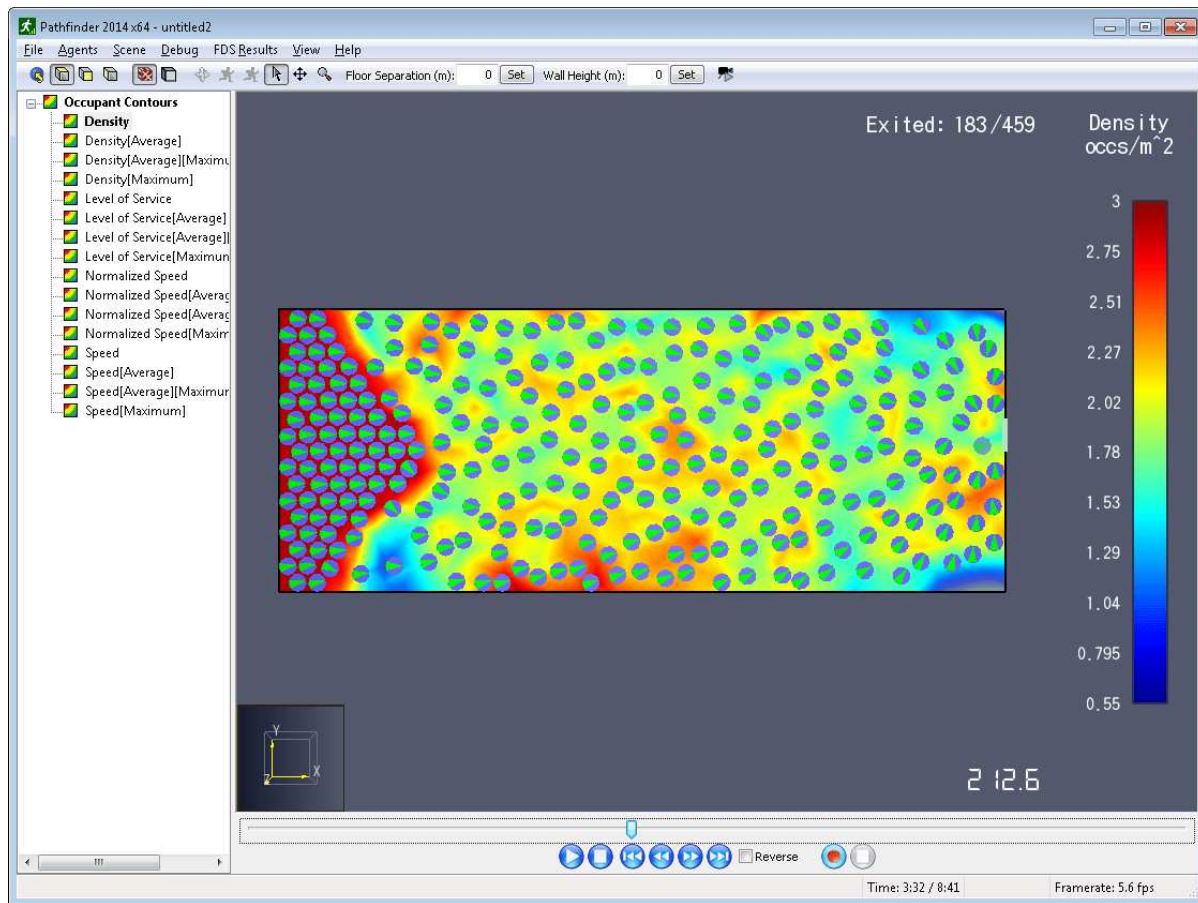 Pathfinder 2014 x64 - untitled2
File Agents Scene Debug FDS Results View Help
Floor Separation (m): 0 Set Wall Height (m): 0 Set
Occupant Contours
Density
Density[Average]
Density[Average][Maximu
Density[Maximum]
Level of Service
Level of Service[Average]
Level of Service[Average][
Level of Service[Maximun
Normalized Speed
Normalized Speed[Averag
Normalized Speed[Averag
Normalized Speed[Maxim
Speed
Speed[Average]
Speed[Average][Maximur
Speed[Maximum]
Exited: 183/459
Density
occs/m^2
3
2.75
2.51
2.27
2.02
1.78
1.53
1.29
1.04
0.795
0.55
Y
X
Z
212.6
Reverse
Time: 3:32 / 8:41
Framerate: 5.6 fps